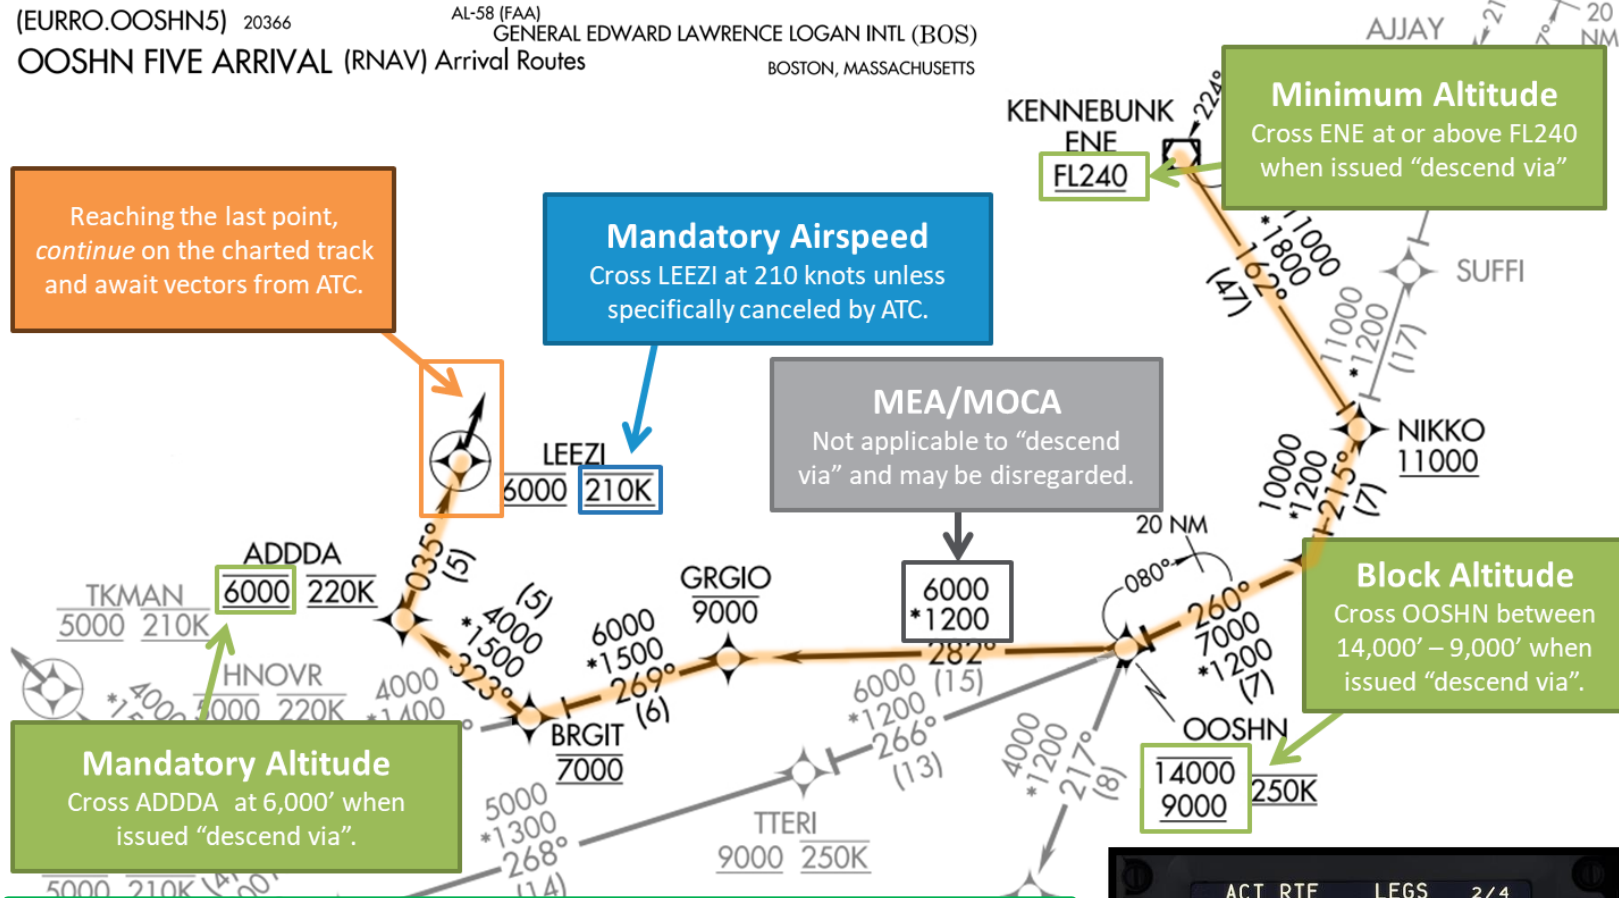 (EURRO.OOSHN5) 20366
AL-58 (FAA)
GENERAL EDWARD LAWRENCE LOGAN INTL (BOS)
OOSHN FIVE ARRIVAL (RNAV) Arrival Routes
BOSTON, MASSACHUSETTS
AJJAY
20
NM
KENNEBUNK
ENE
FL240
224°
Minimum Altitude
Cross ENE at or above FL240
when issued “descend via”
Reaching the last point,
continue on the charted track
and await vectors from ATC.
Mandatory Airspeed
Cross LEEZI at 210 knots unless
specifically canceled by ATC.
11000
*1800
162°
(47)
SUFFI
11000
*1200
(17)
MEA/MOCA
Not applicable to “descend
via” and may be disregarded.
NIKKO
11000
LEEZI
6000 210K
10000
*1200
215°
(7)
20 NM
ADDDA
6000 220K
035°
(5)
TKMAN
5000 210K
GRGIO
9000
6000
*1200
282°
(15)
080°
260°
7000
*1200
(7)
Block Altitude
Cross OOSHN between
14,000’ – 9,000’ when
issued “descend via”.
(5)
4000
*1500
323°
6000
*1500
269°
(6)
HNOVR
5000 220K
4000
*1400
BRGIT
7000
6000
*1200
266°
(13)
4000
*1200
217°
(8)
OOSHN
14000
9000
250K
Mandatory Altitude
Cross ADDDA at 6,000’ when
issued “descend via”.
5000
*1300
268°
(14)
TTERI
9000 250K
5000 210K
ACT RTE LEGS 2/4